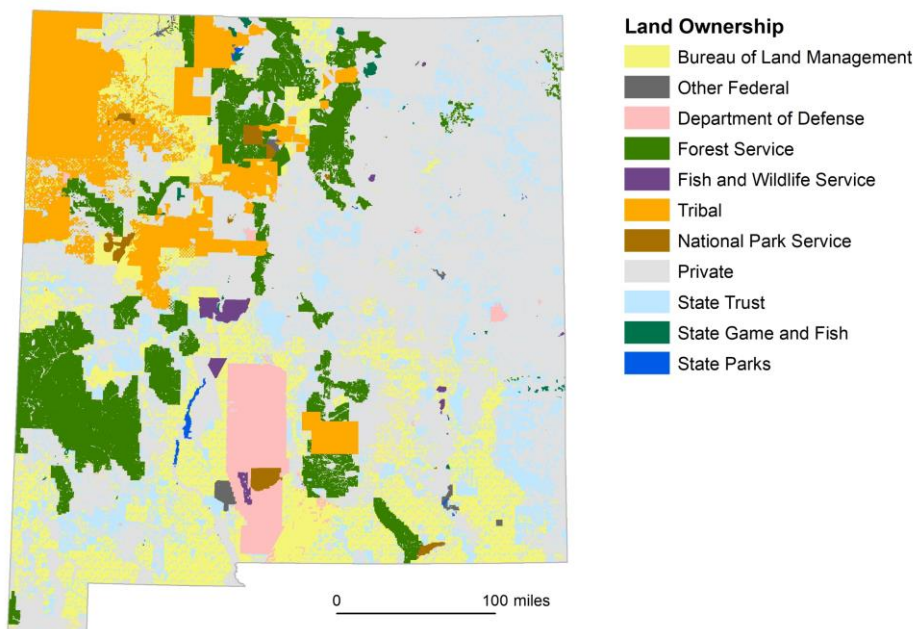 Land Ownership
Bureau of Land Management
Other Federal
Department of Defense
Forest Service
Fish and Wildlife Service
Tribal
National Park Service
Private
State Trust
State Game and Fish
State Parks
0 100 miles